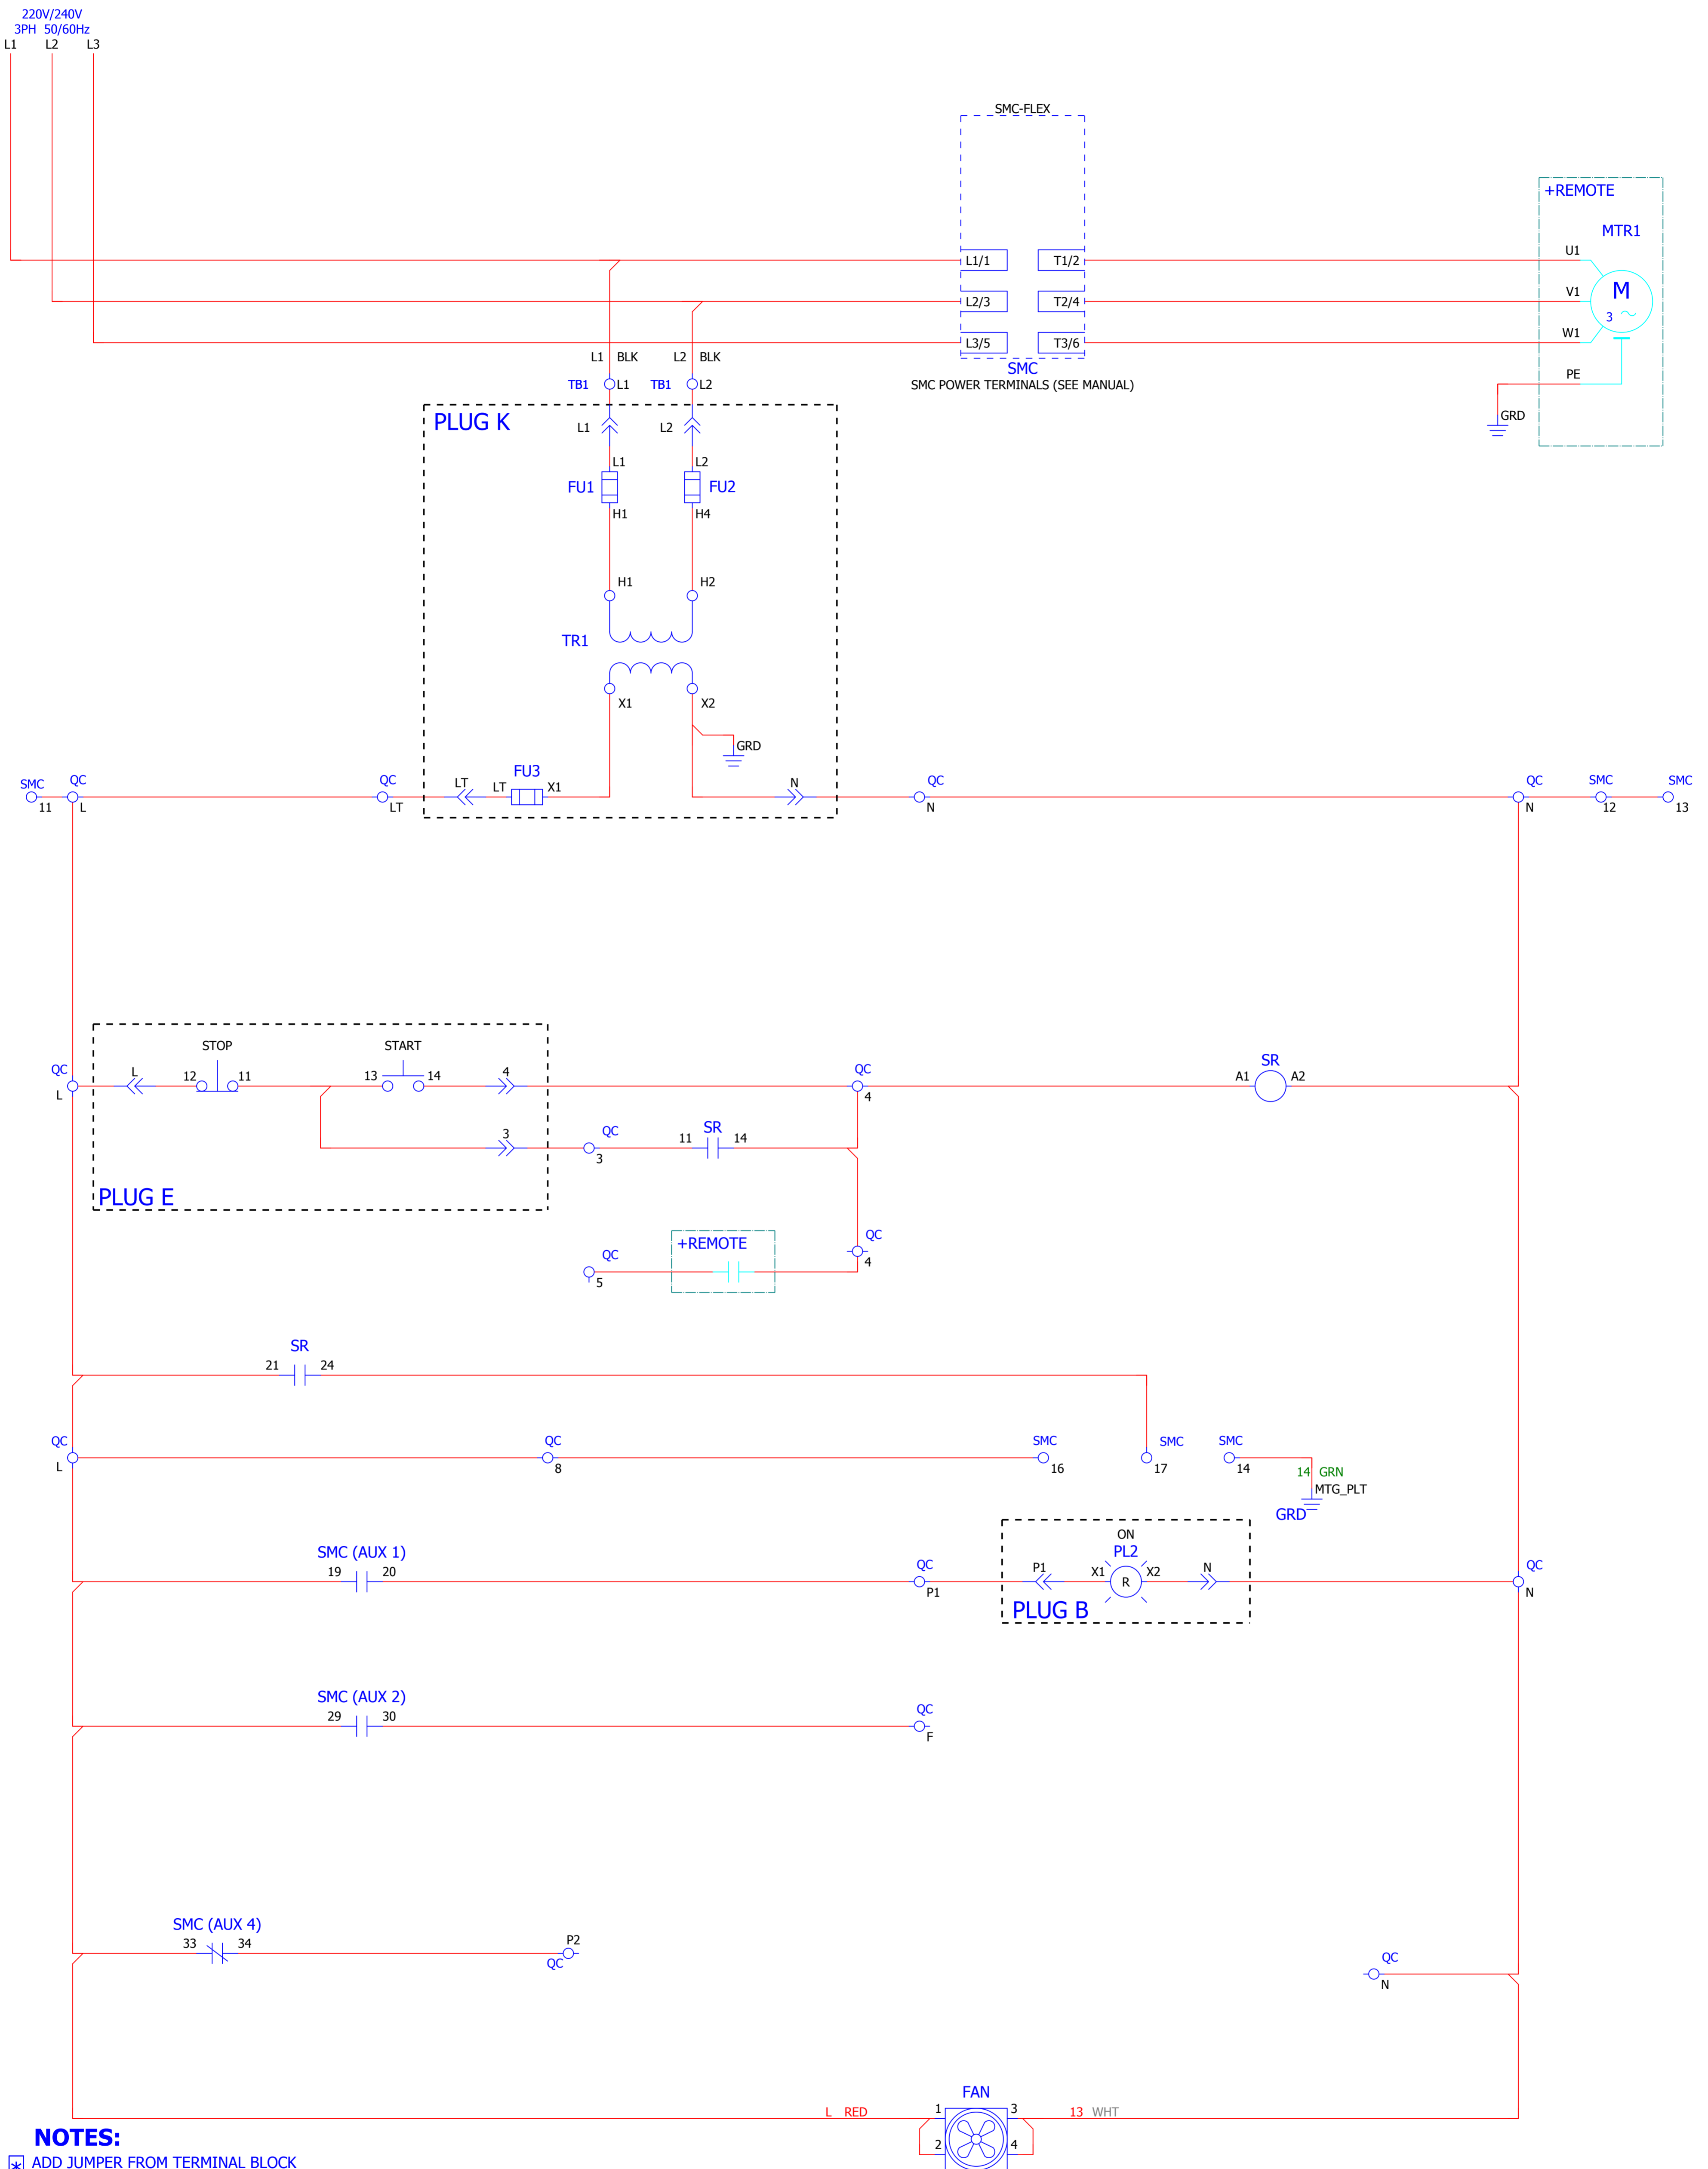 220V/240V
3PH 50/60Hz
L1 L2 L3
SMC-FLEX
+REMOTE
MTR1
L1/1 T1/2 U1
L2/3 T2/4 V1 M
3
L3/5 T3/6 W1
SMC
SMC POWER TERMINALS (SEE MANUAL)
PE
GRD
L1 BLK L2 BLK
TB1 L1 TB1 L2
PLUG K
L1 L2
L1 L2
FU1 FU2
H1 H4
H1 H2
TR1
X1 X2
GRD
SMC QC QC LT LT FU3 X1 N QC QC SMC SMC
11 L LT N N 12 13
STOP START
QC L 12 11 13 14 4 QC A1 SR A2
L 4
3 QC 11 SR 14
3
PLUG E
+REMOTE
QC QC
5 4
SR
21 24
QC QC SMC SMC SMC
L 8 16 17 14
14 GRN
MTG_PLT
GRD
ON
SMC (AUX 1) PL2
19 20 QC P1 X1 R X2 N QC
P1 N
PLUG B
SMC (AUX 2)
29 30 QC
F
SMC (AUX 4)
33 34 P2
QC QC
N
FAN
L RED 1 3 13 WHT
2 4
NOTES:
* ADD JUMPER FROM TERMINAL BLOCK